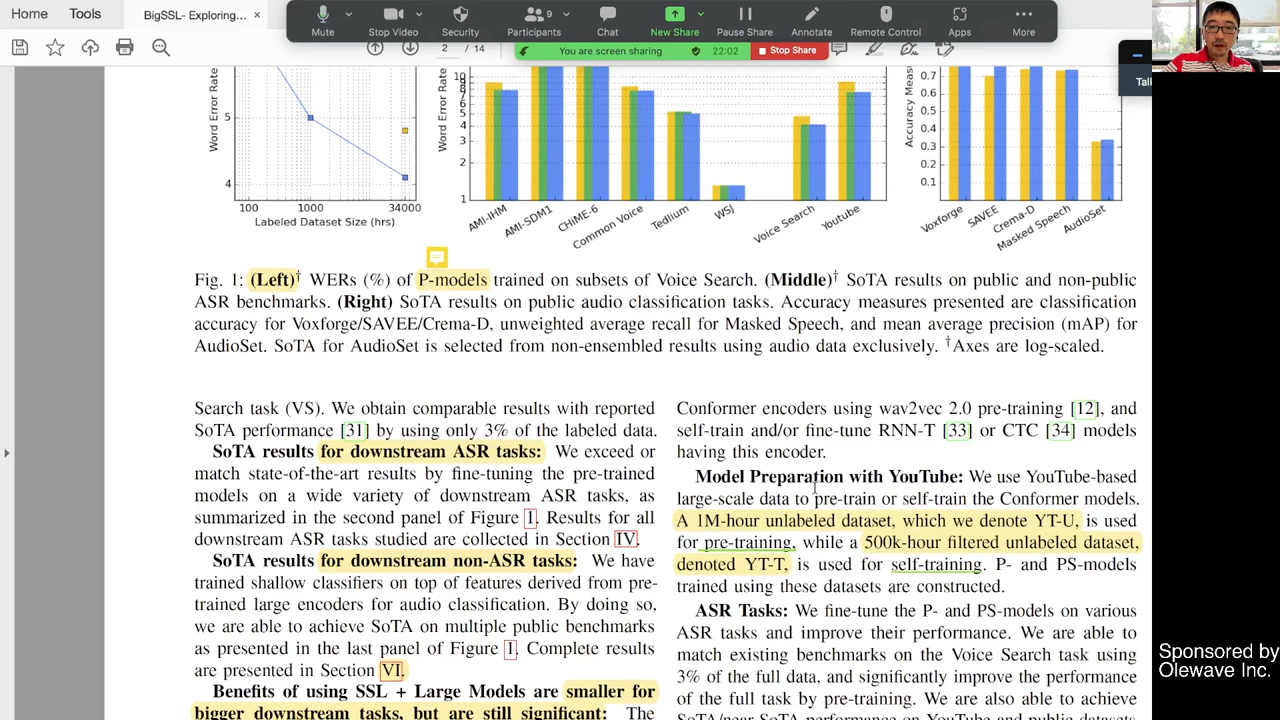 Home
Tools
BigSSL- Exploring...
×
Mute
Stop Video
Security
9
Participants
Chat
New Share
Pause Share
Annotate
Remote Control
Apps
More
2 / 14
You are screen sharing
22:02
Stop Share
Word Error Rate
5
4
100
1000
34000
Labeled Dataset Size (hrs)
Word Error Rate
10
9
8
6
5
4
3
2
1
AMI-IHM
AMI-SDM1
CHiME-6
Common Voice
Tedlium
WSJ
Voice Search
Youtube
Accuracy Meas
0.7
0.6
0.5
0.4
0.3
0.2
0.1
Voxforge
SAVEE
Crema-D
Masked Speech
AudioSet
Fig. 1: (Left)† WERs (%) of P-models trained on subsets of Voice Search. (Middle)† SoTA results on public and non-public
ASR benchmarks. (Right) SoTA results on public audio classification tasks. Accuracy measures presented are classification
accuracy for Voxforge/SAVEE/Crema-D, unweighted average recall for Masked Speech, and mean average precision (mAP) for
AudioSet. SoTA for AudioSet is selected from non-ensembled results using audio data exclusively. †Axes are log-scaled.
Search task (VS). We obtain comparable results with reported
SoTA performance [31] by using only 3% of the labeled data.
SoTA results for downstream ASR tasks: We exceed or
match state-of-the-art results by fine-tuning the pre-trained
models on a wide variety of downstream ASR tasks, as
summarized in the second panel of Figure 1. Results for all
downstream ASR tasks studied are collected in Section IV.
SoTA results for downstream non-ASR tasks: We have
trained shallow classifiers on top of features derived from pre-
trained large encoders for audio classification. By doing so,
we are able to achieve SoTA on multiple public benchmarks
as presented in the last panel of Figure 1. Complete results
are presented in Section VI.
Benefits of using SSL + Large Models are smaller for
bigger downstream tasks, but are still significant: The
Conformer encoders using wav2vec 2.0 pre-training [12], and
self-train and/or fine-tune RNN-T [33] or CTC [34] models
having this encoder.
Model Preparation with YouTube: We use YouTube-based
large-scale data to pre-train or self-train the Conformer models.
A 1M-hour unlabeled dataset, which we denote YT-U, is used
for pre-training, while a 500k-hour filtered unlabeled dataset,
denoted YT-T, is used for self-training. P- and PS-models
trained using these datasets are constructed.
ASR Tasks: We fine-tune the P- and PS-models on various
ASR tasks and improve their performance. We are able to
match existing benchmarks on the Voice Search task using
3% of the full data, and significantly improve the performance
of the full task by pre-training. We are also able to achieve
SoTA/near SoTA performance on YouTube and public datasets
Tal
Sponsored by
Olewave Inc.